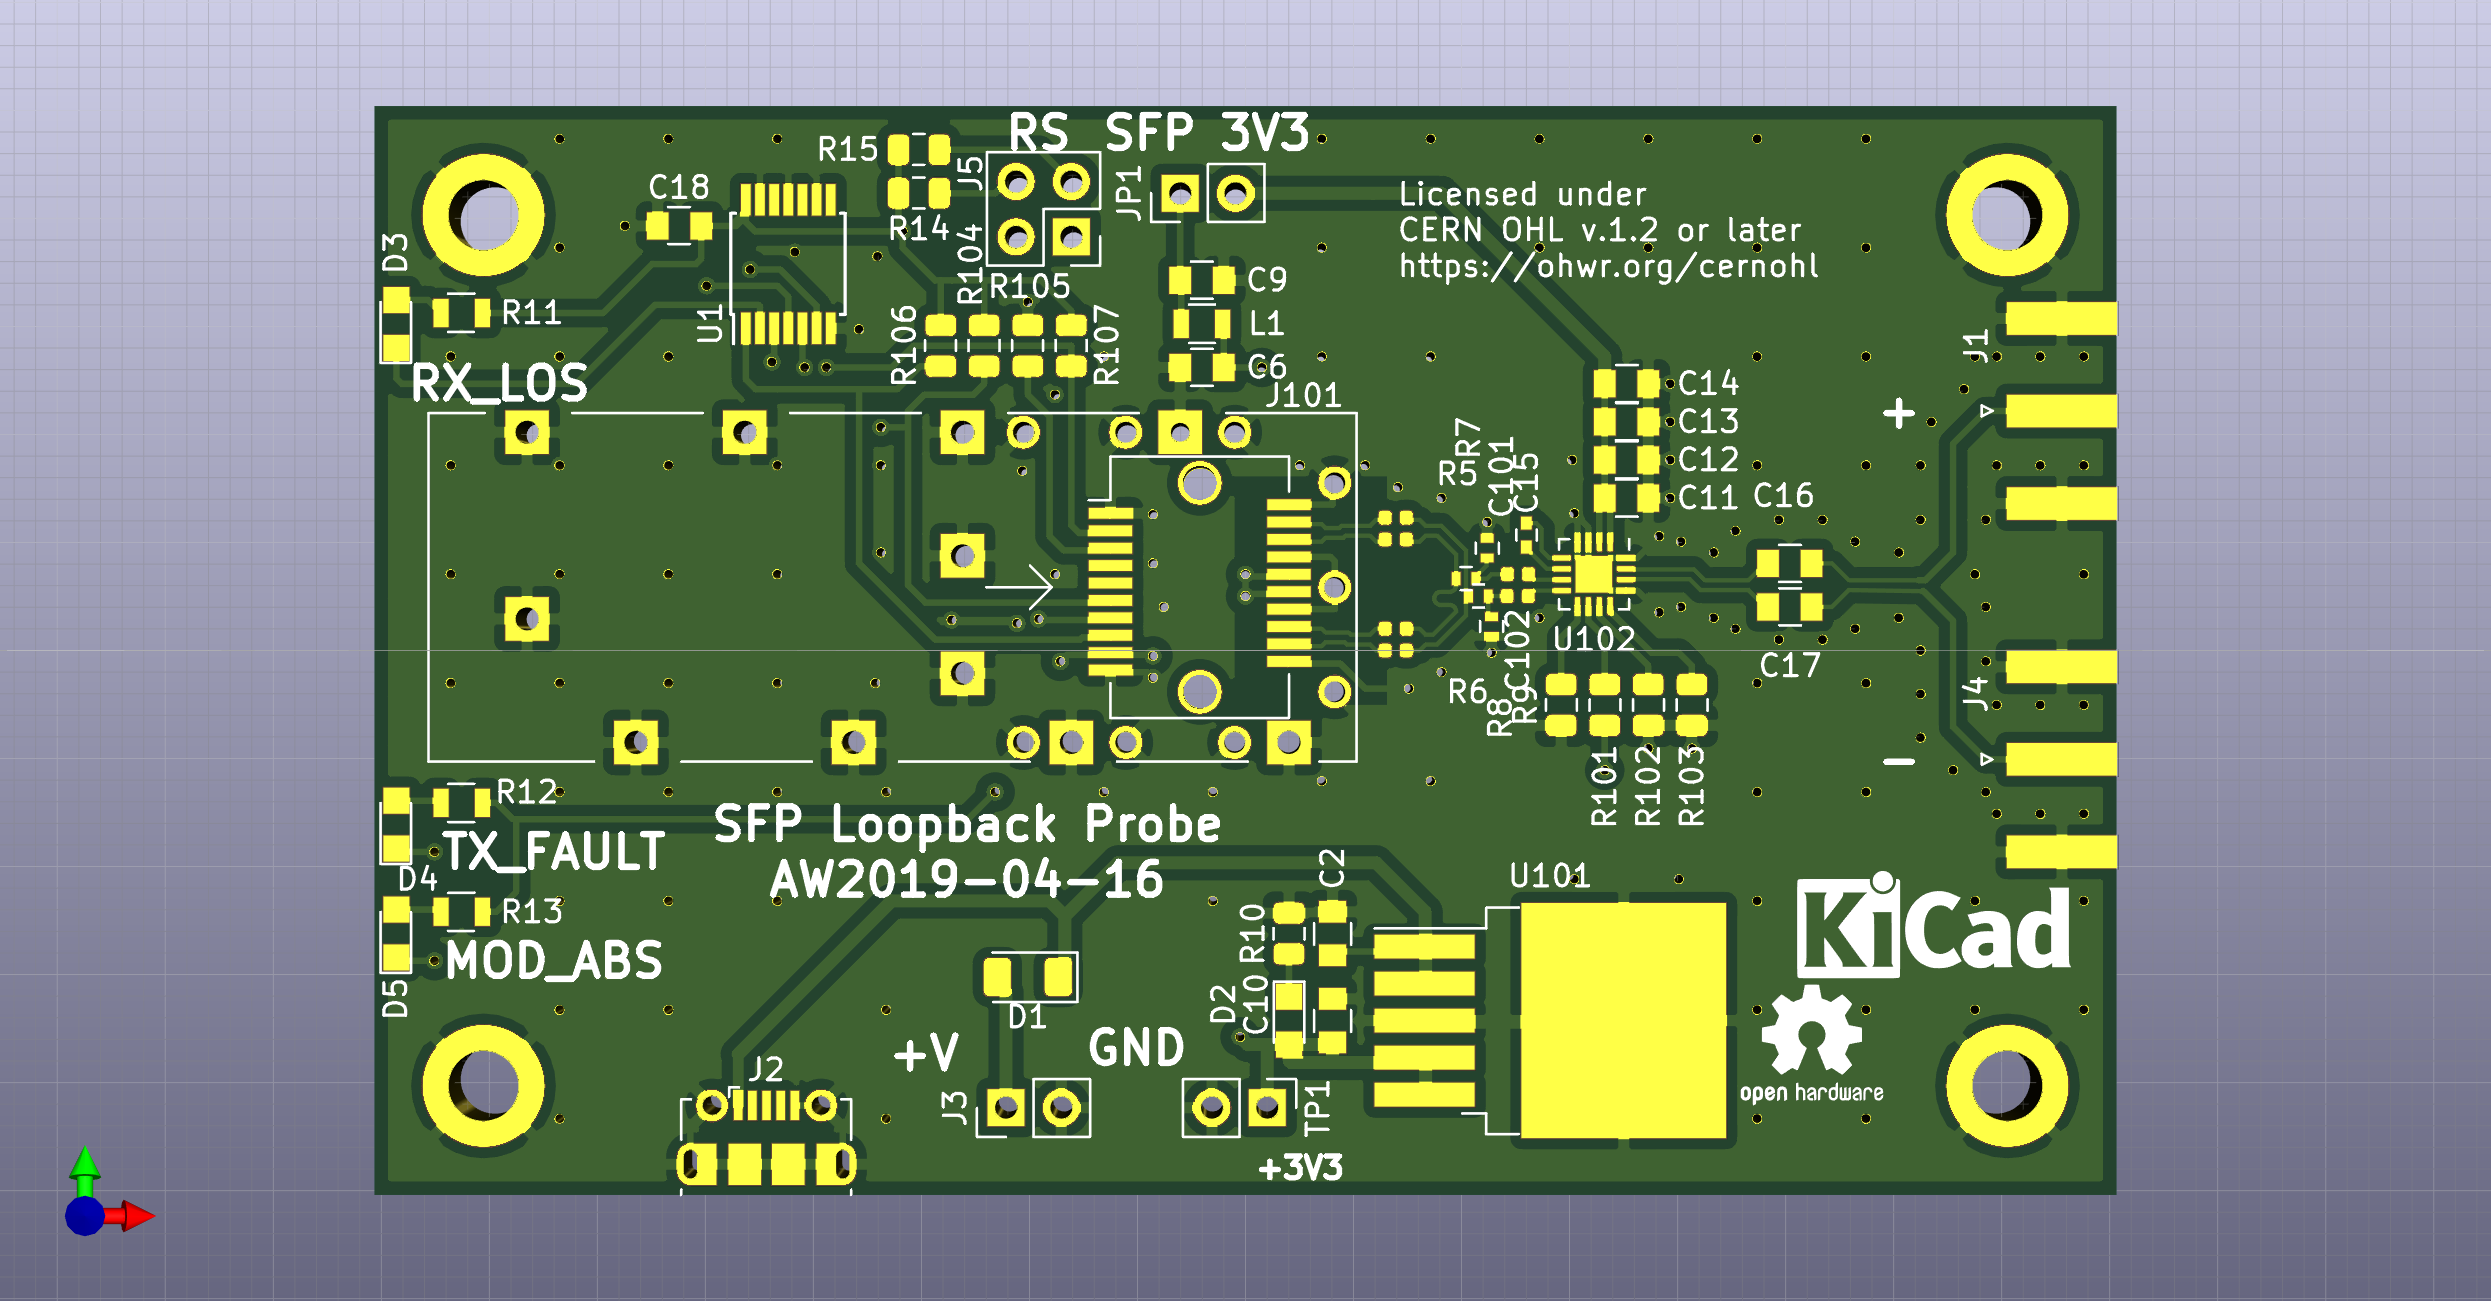 RS SFP 3V3
R15
J5
JP1
C18
R14
Licensed under
CERN OHL v.1.2 or later
https://ohwr.org/cernohl
D3
R104
R105
C9
R11
U1
R106
R107
L1
J1
C6
RX_LOS
J101
C14
+
C13
R7
R5
C101
C15
C12
C11
C16
U102
C102
C17
R6
R8
R9
J4
-
R101
R102
R103
R12
SFP Loopback Probe
TX_FAULT
AW2019-04-16
C2
U101
D4
R13
R10
KiCad
MOD_ABS
D5
D2
C10
D1
+V
GND
J2
open hardware
J3
TP1
+3V3